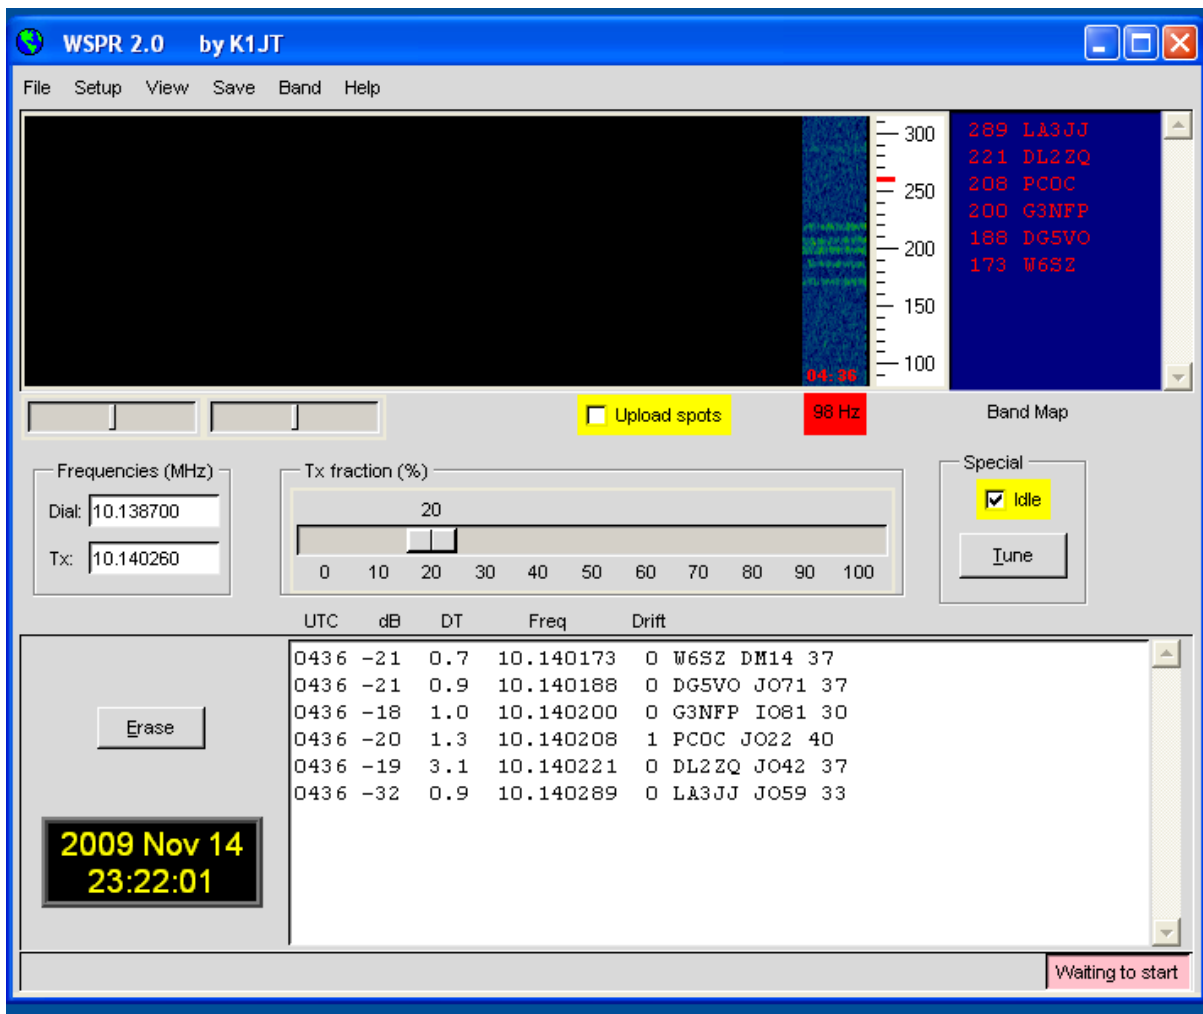 WSPR 2.0 by K1JT
File Setup View Save Band Help
300
250
200
150
100
04:36
289 LA3JJ
221 DL2ZQ
208 PC0C
200 G3NFP
188 DG5VO
173 W6SZ
Upload spots
98 Hz
Band Map
Frequencies (MHz)
Dial: 10.138700
Tx: 10.140260
Tx fraction (%)
20
0 10 20 30 40 50 60 70 80 90 100
Special
Idle
Tune
UTC dB DT Freq Drift
0436 -21 0.7 10.140173 0 W6SZ DM14 37
0436 -21 0.9 10.140188 0 DG5VO JO71 37
0436 -18 1.0 10.140200 0 G3NFP IO81 30
0436 -20 1.3 10.140208 1 PC0C JO22 40
0436 -19 3.1 10.140221 0 DL2ZQ JO42 37
0436 -32 0.9 10.140289 0 LA3JJ JO59 33
Erase
2009 Nov 14
23:22:01
Waiting to start